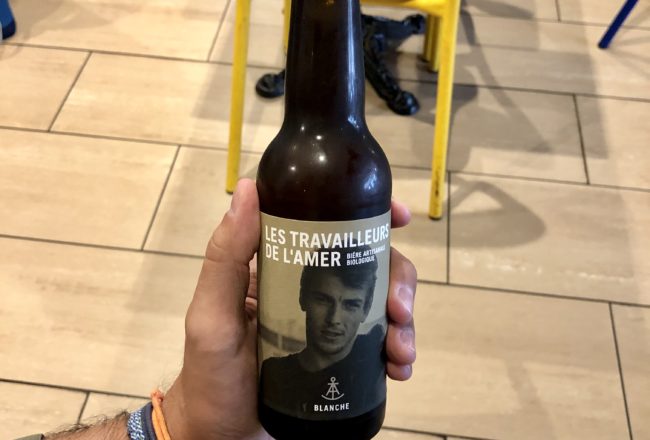 LES TRAVAILLEURS
DE L'AMER
BIÈRE ARTISANALE
BIOLOGIQUE
BLANCHE